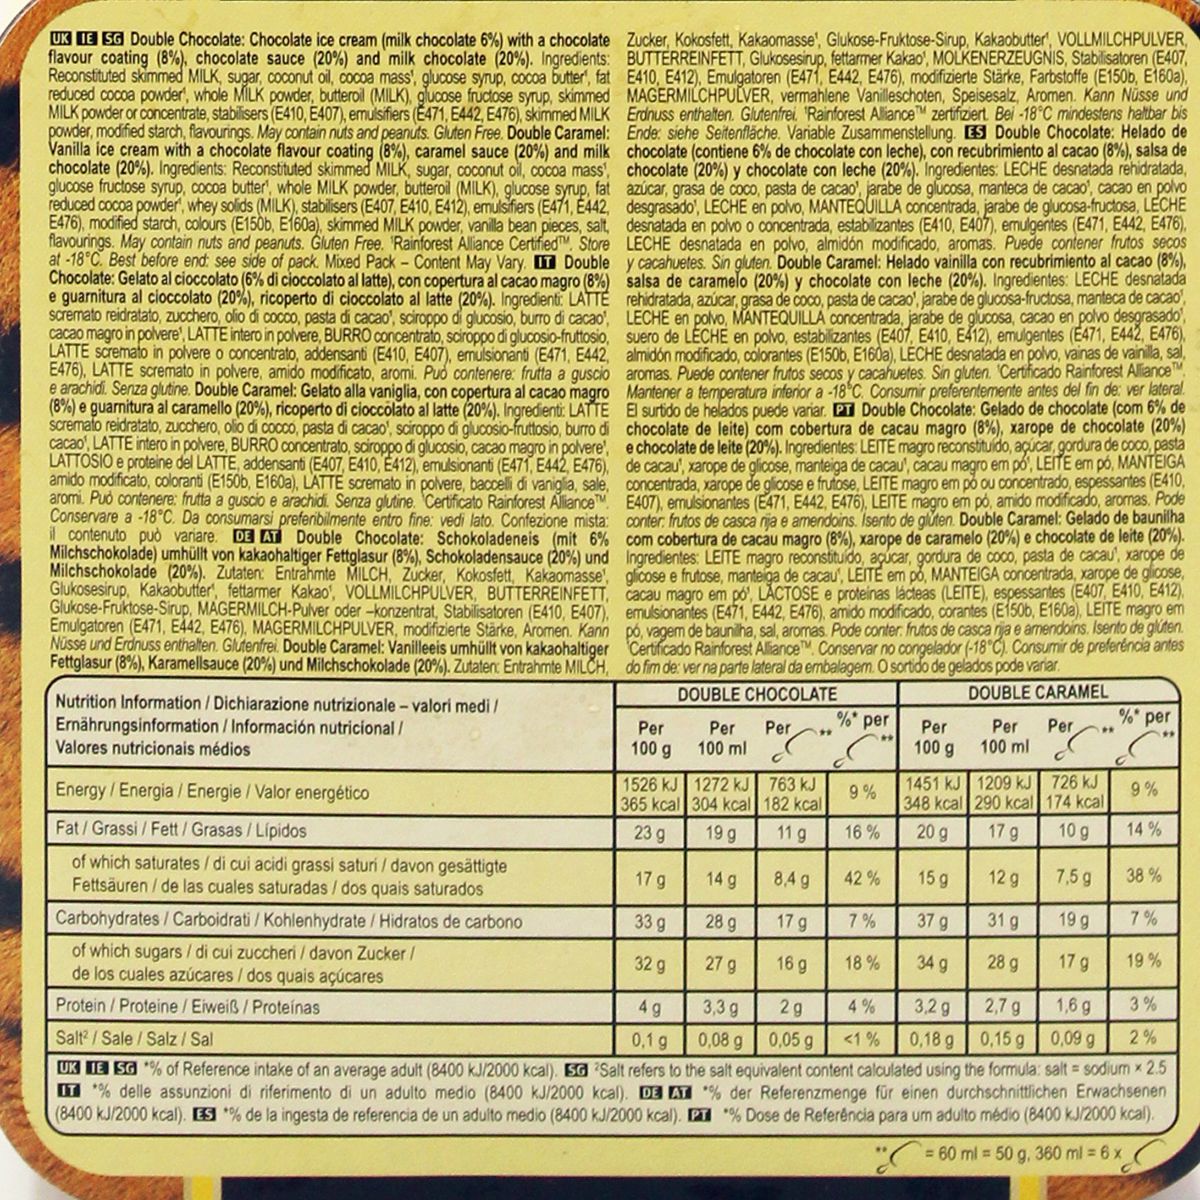 UK IE SG Double Chocolate: Chocolate ice cream (milk chocolate 6%) with a chocolate
flavour coating (8%), chocolate sauce (20%) and milk chocolate (20%). Ingredients:
Reconstituted skimmed MILK, sugar, coconut oil, cocoa mass¹, glucose syrup, cocoa butter¹, fat
reduced cocoa powder¹, whole MILK powder, butteroil (MILK), glucose fructose syrup, skimmed
MILK powder or concentrate, stabilisers (E410, E407), emulsifiers (E471, E442, E476), skimmed MILK
powder, modified starch, flavourings. May contain nuts and peanuts. Gluten Free. Double Caramel:
Vanilla ice cream with a chocolate flavour coating (8%), caramel sauce (20%) and milk
chocolate (20%). Ingredients: Reconstituted skimmed MILK, sugar, coconut oil, cocoa mass¹,
glucose fructose syrup, cocoa butter¹, whole MILK powder, butteroil (MILK), glucose syrup, fat
reduced cocoa powder¹, whey solids (MILK), stabilisers (E407, E410, E412), emulsifiers (E471, E442,
E476), modified starch, colours (E150b, E160a), skimmed MILK powder, vanilla bean pieces, salt,
flavourings. May contain nuts and peanuts. Gluten Free. ¹Rainforest Alliance Certified™. Store
at -18°C. Best before end: see side of pack. Mixed Pack – Content May Vary. IT Double
Chocolate: Gelato al cioccolato (6% di cioccolato al latte), con copertura al cacao magro (8%)
e guarnitura al cioccolato (20%), ricoperto di cioccolato al latte (20%). Ingredienti: LATTE
scremato reidratato, zucchero, olio di cocco, pasta di cacao¹, sciroppo di glucosio, burro di cacao¹,
cacao magro in polvere¹, LATTE intero in polvere, BURRO concentrato, sciroppo di glucosio-fruttosio,
LATTE scremato in polvere o concentrato, addensanti (E410, E407), emulsionanti (E471, E442,
E476), LATTE scremato in polvere, amido modificato, aromi. Può contenere: frutta a guscio
e arachidi. Senza glutine. Double Caramel: Gelato alla vaniglia, con copertura al cacao magro
(8%) e guarnitura al caramello (20%), ricoperto di cioccolato al latte (20%). Ingredienti: LATTE
scremato reidratato, zucchero, olio di cocco, pasta di cacao¹, sciroppo di glucosio-fruttosio, burro di
cacao¹, LATTE intero in polvere, BURRO concentrato, sciroppo di glucosio, cacao magro in polvere¹,
LATTOSIO e proteine del LATTE, addensanti (E407, E410, E412), emulsionanti (E471, E442, E476),
amido modificato, coloranti (E150b, E160a), LATTE scremato in polvere, baccelli di vaniglia, sale,
aromi. Può contenere: frutta a guscio e arachidi. Senza glutine. ¹Certificato Rainforest Alliance™.
Conservare a -18°C. Da consumarsi preferibilmente entro fine: vedi lato. Confezione mista:
il contenuto può variare. DE AT Double Chocolate: Schokoladeneis (mit 6%
Milchschokolade) umhüllt von kakaohaltiger Fettglasur (8%), Schokoladensauce (20%) und
Milchschokolade (20%). Zutaten: Entrahmte MILCH, Zucker, Kokosfett, Kakaomasse¹,
Glukosesirup, Kakaobutter¹, fettarmer Kakao¹, VOLLMILCHPULVER, BUTTERREINFETT,
Glukose-Fruktose-Sirup, MAGERMILCH-Pulver oder –konzentrat, Stabilisatoren (E410, E407),
Emulgatoren (E471, E442, E476), MAGERMILCHPULVER, modifizierte Stärke, Aromen. Kann
Nüsse und Erdnuss enthalten. Glutenfrei. Double Caramel: Vanilleeis umhüllt von kakaohaltiger
Fettglasur (8%), Karamellsauce (20%) und Milchschokolade (20%). Zutaten: Entrahmte MILCH,
Zucker, Kokosfett, Kakaomasse¹, Glukose-Fruktose-Sirup, Kakaobutter¹, VOLLMILCHPULVER,
BUTTERREINFETT, Glukosesirup, fettarmer Kakao¹, MOLKENERZEUGNIS, Stabilisatoren (E407,
E410, E412), Emulgatoren (E471, E442, E476), modifizierte Stärke, Farbstoffe (E150b, E160a),
MAGERMILCHPULVER, vermahlene Vanilleschoten, Speisesalz, Aromen. Kann Nüsse und
Erdnuss enthalten. Glutenfrei. ¹Rainforest Alliance™ zertifiziert. Bei -18°C mindestens haltbar bis
Ende: siehe Seitenfläche. Variable Zusammenstellung. ES Double Chocolate: Helado de
chocolate (contiene 6% de chocolate con leche), con recubrimiento al cacao (8%), salsa de
chocolate (20%) y chocolate con leche (20%). Ingredientes: LECHE desnatada rehidratada,
azúcar, grasa de coco, pasta de cacao¹, jarabe de glucosa, manteca de cacao¹, cacao en polvo
desgrasado¹, LECHE en polvo, MANTEQUILLA concentrada, jarabe de glucosa-fructosa, LECHE
desnatada en polvo o concentrada, estabilizantes (E410, E407), emulgentes (E471, E442, E476),
LECHE desnatada en polvo, almidón modificado, aromas. Puede contener frutos secos
y cacahuetes. Sin gluten. Double Caramel: Helado vainilla con recubrimiento al cacao (8%),
salsa de caramelo (20%) y chocolate con leche (20%). Ingredientes: LECHE desnatada
rehidratada, azúcar, grasa de coco, pasta de cacao¹, jarabe de glucosa-fructosa, manteca de cacao¹,
LECHE en polvo, MANTEQUILLA concentrada, jarabe de glucosa, cacao en polvo desgrasado¹,
suero de LECHE en polvo, estabilizantes (E407, E410, E412), emulgentes (E471, E442, E476),
almidón modificado, colorantes (E150b, E160a), LECHE desnatada en polvo, vainas de vainilla, sal,
aromas. Puede contener frutos secos y cacahuetes. Sin gluten. ¹Certificado Rainforest Alliance™
Mantener a temperatura inferior a -18°C. Consumir preferentemente antes del fin de: ver lateral.
El surtido de helados puede variar. PT Double Chocolate: Gelado de chocolate (com 6% de
chocolate de leite) com cobertura de cacau magro (8%), xarope de chocolate (20%)
e chocolate de leite (20%). Ingredientes: LEITE magro reconstituído, açúcar, gordura de coco, pasta
de cacau¹, xarope de glicose, manteiga de cacau¹, cacau magro em pó¹, LEITE em pó, MANTEIGA
concentrada, xarope de glicose e frutose, LEITE magro em pó ou concentrado, espessantes (E410,
E407), emulsionantes (E471, E442, E476), LEITE magro em pó, amido modificado, aromas. Pode
conter: frutos de casca rija e amendoins. Isento de glúten. Double Caramel: Gelado de baunilha
com cobertura de cacau magro (8%), xarope de caramelo (20%) e chocolate de leite (20%).
Ingredientes: LEITE magro reconstituído, açúcar, gordura de coco, pasta de cacau¹, xarope de
glicose e frutose, manteiga de cacau¹, LEITE em pó, MANTEIGA concentrada, xarope de glicose,
cacau magro em pó¹, LACTOSE e proteínas lácteas (LEITE), espessantes (E407, E410, E412),
emulsionantes (E471, E442, E476), amido modificado, corantes (E150b, E160a), LEITE magro em
pó, vagem de baunilha, sal, aromas. Pode conter: frutos de casca rija e amendoins. Isento de glúten.
¹Certificado Rainforest Alliance™. Conservar no congelador (-18°C). Consumir de preferência antes
do fim de: ver na parte lateral da embalagem. O sortido de gelados pode variar.
Nutrition Information / Dichiarazione nutrizionale – valori medi /
Ernährungsinformation / Información nutricional /
Valores nutricionais médios
DOUBLE CHOCOLATE DOUBLE CARAMEL
Per 100 g Per 100 ml Per ** %* per ** Per 100 g Per 100 ml Per ** %* per **
Energy / Energia / Energie / Valor energético 1526 kJ 1272 kJ 763 kJ 9 % 1451 kJ 1209 kJ 726 kJ 9 %
365 kcal 304 kcal 182 kcal 348 kcal 290 kcal 174 kcal
Fat / Grassi / Fett / Grasas / Lípidos 23 g 19 g 11 g 16 % 20 g 17 g 10 g 14 %
of which saturates / di cui acidi grassi saturi / davon gesättigte
Fettsäuren / de las cuales saturadas / dos quais saturados 17 g 14 g 8,4 g 42 % 15 g 12 g 7,5 g 38 %
Carbohydrates / Carboidrati / Kohlenhydrate / Hidratos de carbono 33 g 28 g 17 g 7 % 37 g 31 g 19 g 7 %
of which sugars / di cui zuccheri / davon Zucker /
de los cuales azúcares / dos quais açúcares 32 g 27 g 16 g 18 % 34 g 28 g 17 g 19 %
Protein / Proteine / Eiweiß / Proteínas 4 g 3,3 g 2 g 4 % 3,2 g 2,7 g 1,6 g 3 %
Salt² / Sale / Salz / Sal 0,1 g 0,08 g 0,05 g <1 % 0,18 g 0,15 g 0,09 g 2 %
UK IE SG *% of Reference intake of an average adult (8400 kJ/2000 kcal). SG ²Salt refers to the salt equivalent content calculated using the formula: salt = sodium × 2.5
IT *% delle assunzioni di riferimento di un adulto medio (8400 kJ/2000 kcal). DE AT *% der Referenzmenge für einen durchschnittlichen Erwachsenen
(8400 kJ/2000 kcal). ES *% de la ingesta de referencia de un adulto medio (8400 kJ/2000 kcal). PT *% Dose de Referência para um adulto médio (8400 kJ/2000 kcal).
** = 60 ml = 50 g, 360 ml = 6 x